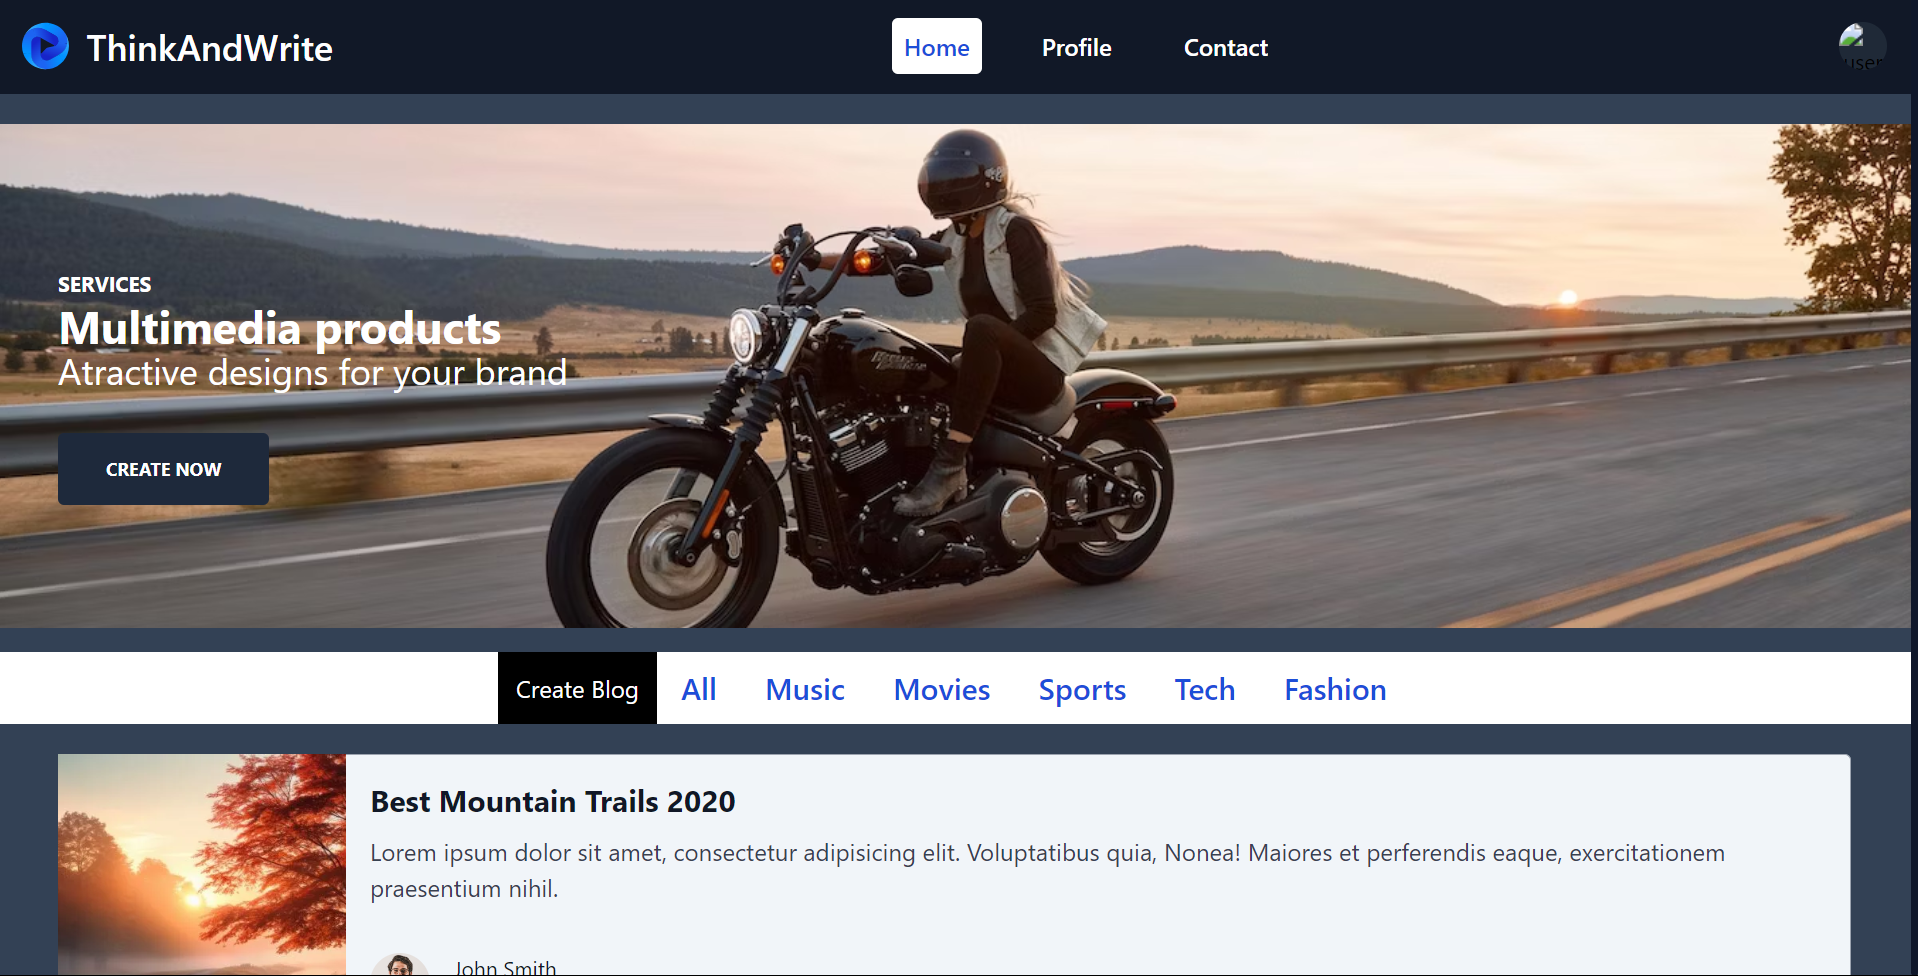 ThinkAndWrite
Home
Profile
Contact
user
SERVICES
Multimedia products
Atractive designs for your brand
CREATE NOW
Create Blog
All
Music
Movies
Sports
Tech
Fashion
Best Mountain Trails 2020
Lorem ipsum dolor sit amet, consectetur adipisicing elit. Voluptatibus quia, Nonea! Maiores et perferendis eaque, exercitationem
praesentium nihil.
John Smith